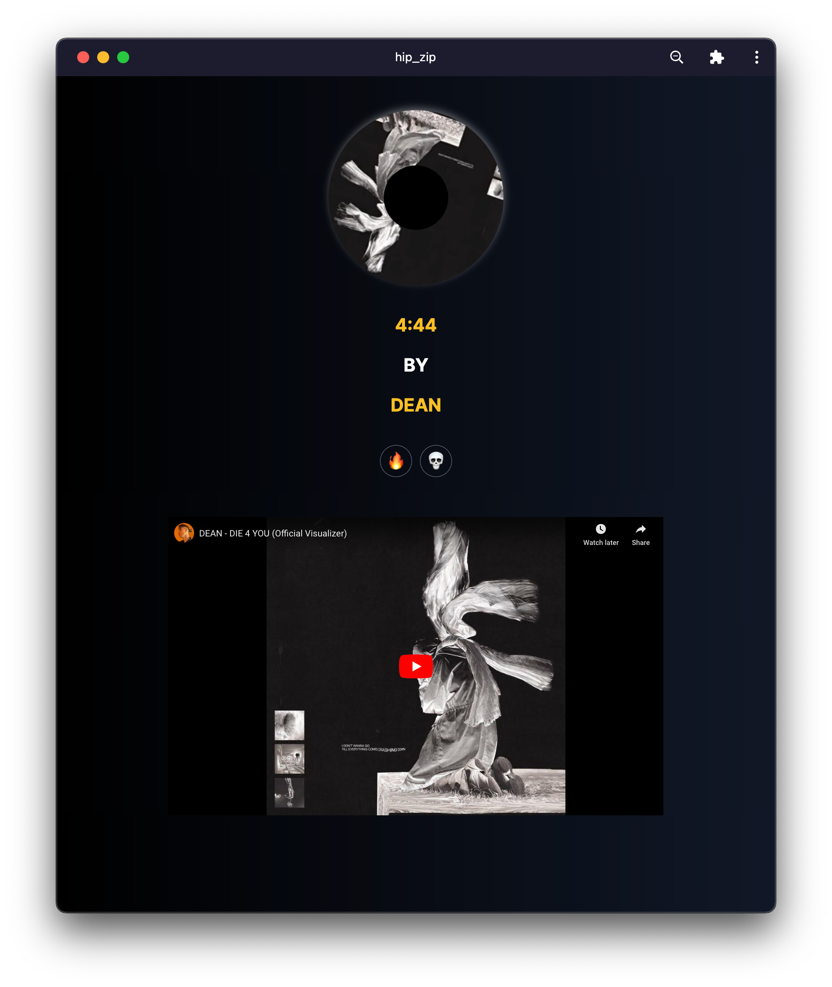 hip_zip
4:44
BY
DEAN
DEAN - DIE 4 YOU (Official Visualizer)
Watch later
Share
I DON'T WANNA GO
TILL EVERYTHING COMES CRASHING DOWN